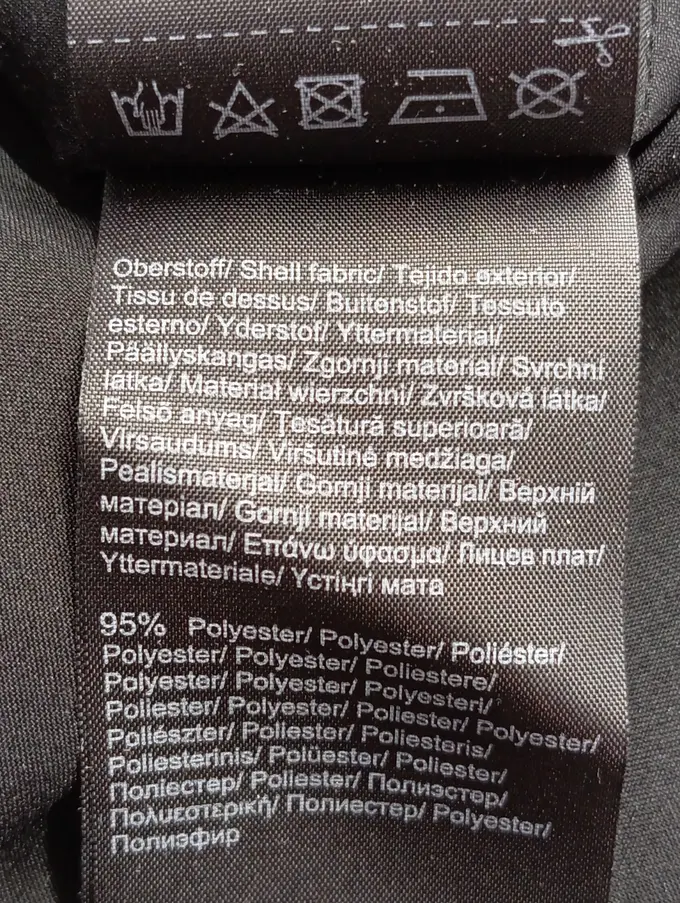 Oberstoff/ Shell fabric/ Tejido exterior/
Tissu de dessus/ Buitenstof/ Tessuto
esterno/ Yderstof/ Yttermaterial/
Päällyskangas/ Zgornji material/ Svrchní
látka/ Materiał wierzchni/ Zvršková látka/
Felső anyag/ Ţesătură superioară/
Virsaudums/ Viršutinė medžiaga/
Pealismaterjal/ Gornji materijal/ Верхній
матеріал/ Gornji materijal/ Верхний
материал/ Επάνω ύφασμα/ Лицев плат/
Yttermateriale/ Үстіңгі мата
95% Polyester/ Polyester/ Poliéster/
Polyester/ Polyester/ Poliestere/
Polyester/ Polyester/ Polyesteri/
Poliester/ Polyester/ Poliester/ Polyester/
Poliészter/ Poliester/ Poliesteris/
Poliesterinis/ Polüester/ Poliester/
Поліестер/ Poliester/ Полиэстер/
Πολυεστερική/ Полиестер/ Polyester/
Полиэфир